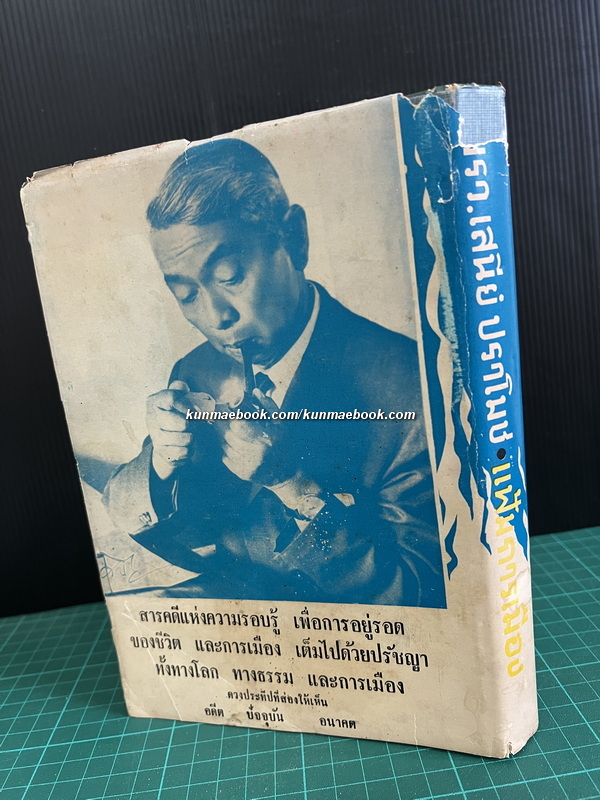 มรว.เสนีย์ ปราโมช • แฟ้มการเมือง
kunmaebook.com/kunmaebook.com
สารคดีแห่งความรอบรู้ เพื่อการอยู่รอด
ของชีวิต และการเมือง เต็มไปด้วยปรัชญา
ทั้งทางโลก ทางธรรม และการเมือง
ดวงประทีปที่ส่องให้เห็น
อดีต ปัจจุบัน อนาคต